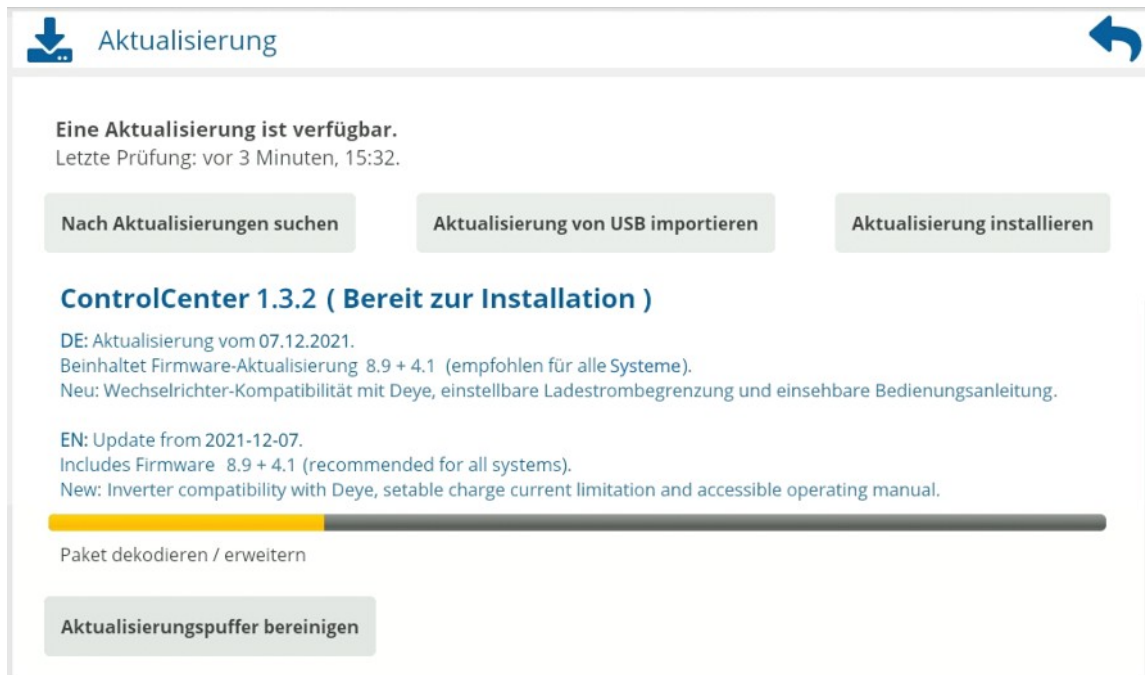 Aktualisierung
Eine Aktualisierung ist verfügbar.
Letzte Prüfung: vor 3 Minuten, 15:32.
Nach Aktualisierungen suchen
Aktualisierung von USB importieren
Aktualisierung installieren
ControlCenter 1.3.2 ( Bereit zur Installation )
DE: Aktualisierung vom 07.12.2021.
Beinhaltet Firmware-Aktualisierung 8.9 + 4.1 (empfohlen für alle Systeme).
Neu: Wechselrichter-Kompatibilität mit Deye, einstellbare Ladestrombegrenzung und einsehbare Bedienungsanleitung.
EN: Update from 2021-12-07.
Includes Firmware 8.9 + 4.1 (recommended for all systems).
New: Inverter compatibility with Deye, setable charge current limitation and accessible operating manual.
Paket dekodieren / erweitern
Aktualisierungspuffer bereinigen